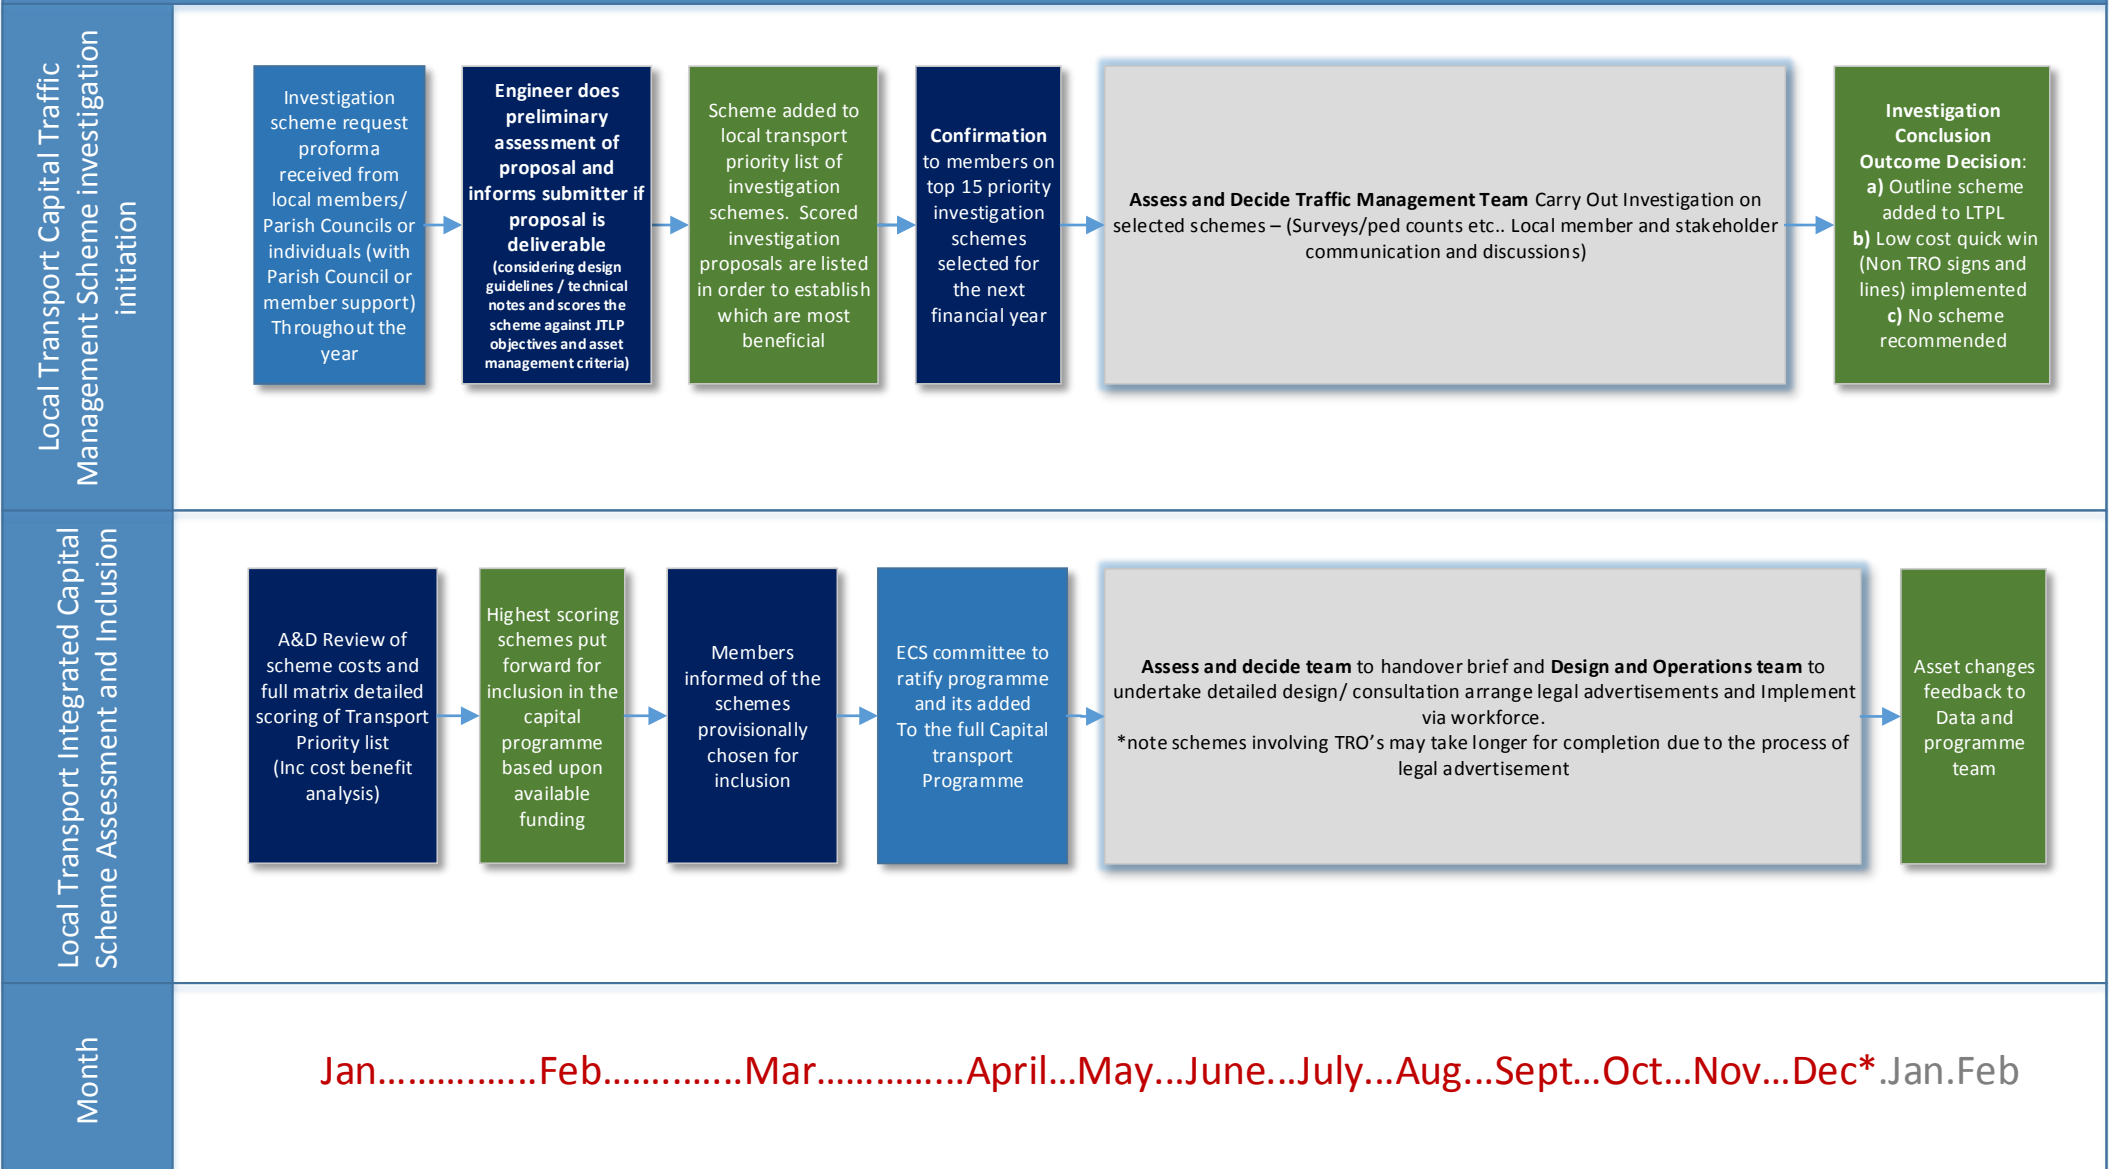 Local Transport Capital Traffic
Management Scheme investigation
initiation
Investigation
scheme request
proforma
received from
local members/
Parish Councils or
individuals (with
Parish Council or
member support)
Throughout the
year
Engineer does
preliminary
assessment of
proposal and
informs submitter if
proposal is
deliverable
(considering design
guidelines / technical
notes and scores the
scheme against JTLP
objectives and asset
management criteria)
Scheme added to
local transport
priority list of
investigation
schemes.  Scored
investigation
proposals are listed
in order to establish
which are most
beneficial
Confirmation
to members on
top 15 priority
investigation
schemes
selected for
the next
financial year
Assess and Decide Traffic Management Team Carry Out Investigation on
selected schemes – (Surveys/ped counts etc.. Local member and stakeholder
communication and discussions)
Investigation
Conclusion
Outcome Decision:
a) Outline scheme
added to LTPL
b) Low cost quick win
(Non TRO signs and
lines) implemented
c) No scheme
recommended
Local Transport Integrated Capital
Scheme Assessment and Inclusion
A&D Review of
scheme costs and
full matrix detailed
scoring of Transport
Priority list
(Inc cost benefit
analysis)
Highest scoring
schemes put
forward for
inclusion in the
capital
programme
based upon
available
funding
Members
informed of the
schemes
provisionally
chosen for
inclusion
ECS committee to
ratify programme
and its added
To the full Capital
transport
Programme
Assess and decide team to handover brief and Design and Operations team to
undertake detailed design/ consultation arrange legal advertisements and Implement
via workforce.
*note schemes involving TRO's may take longer for completion due to the process of
legal advertisement
Asset changes
feedback to
Data and
programme
team
Month
Jan...............Feb.............Mar..............April...May...June...July...Aug...Sept...Oct...Nov...Dec*.Jan.Feb